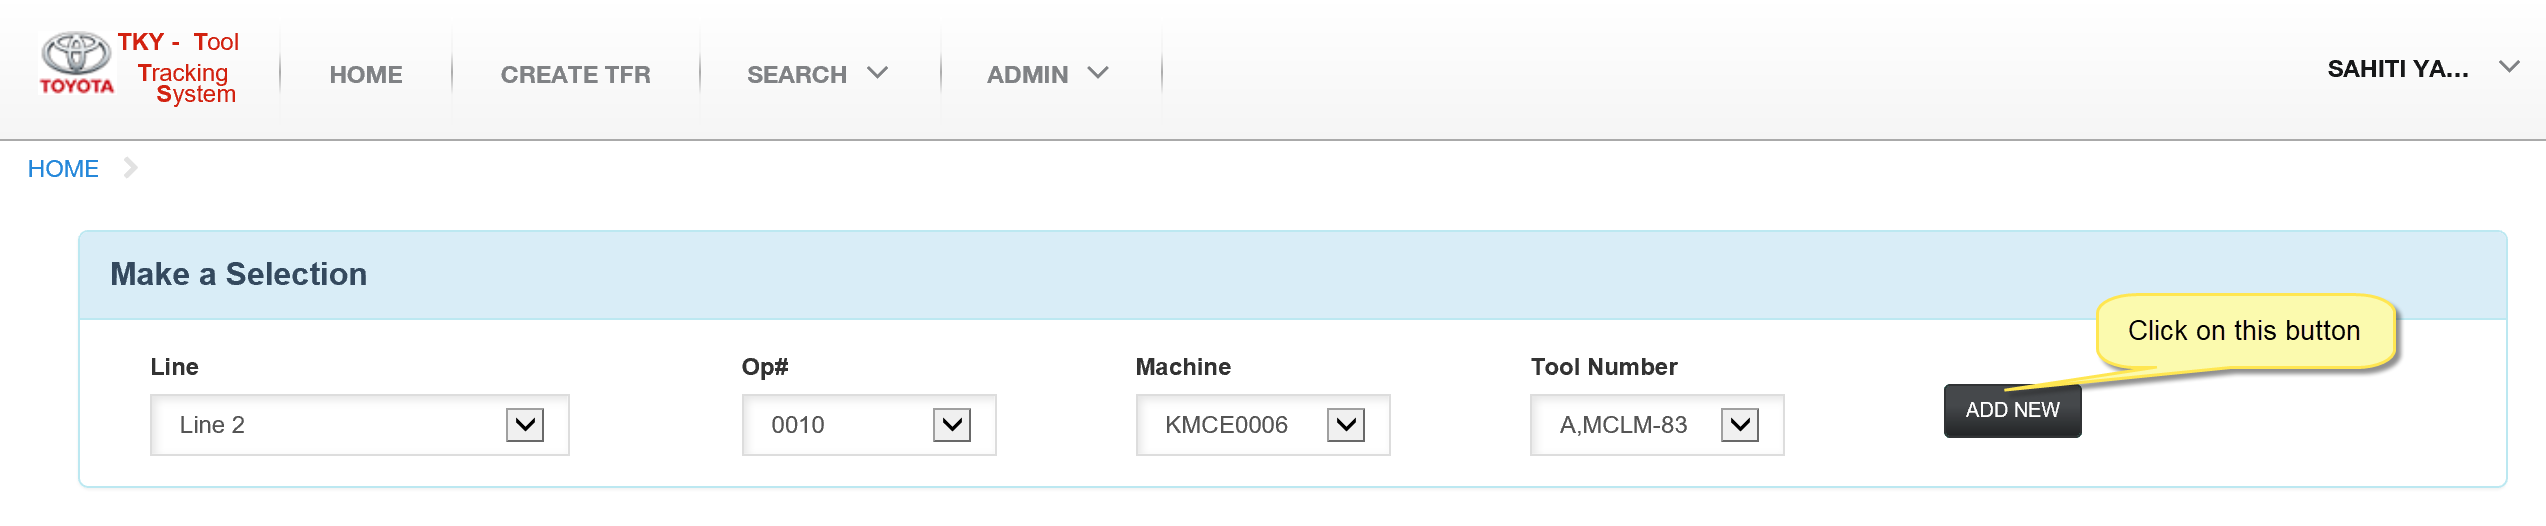 TKY - Tool
Tracking
System
TOYOTA
HOME
CREATE TFR
SEARCH
ADMIN
SAHITI YA...
HOME
Make a Selection
Click on this button
Line
Op#
Machine
Tool Number
Line 2
0010
KMCE0006
A,MCLM-83
ADD NEW